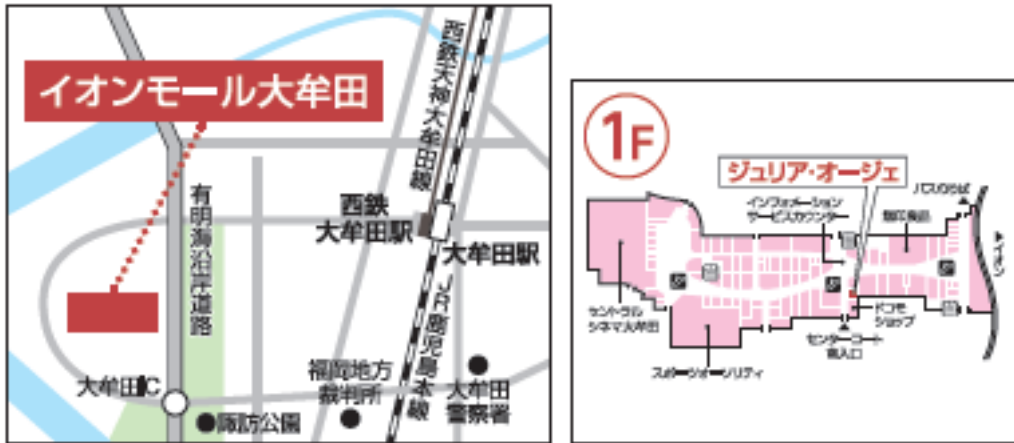 イオンモール大牟田
西鉄天神大牟田線
有明海沿岸道路
西鉄
大牟田駅
大牟田駅
JR鹿児島本線
大牟田IC
諏訪公園
福岡地方
裁判所
大牟田
警察署
1F
ジュリア・オージェ
インフォメーション
サービスカウンター
無印良品
バスのりば
イオン
セントラル
シネマ大牟田
スポーツオーソリティ
センターコート
南入口
ドコモ
ショップ